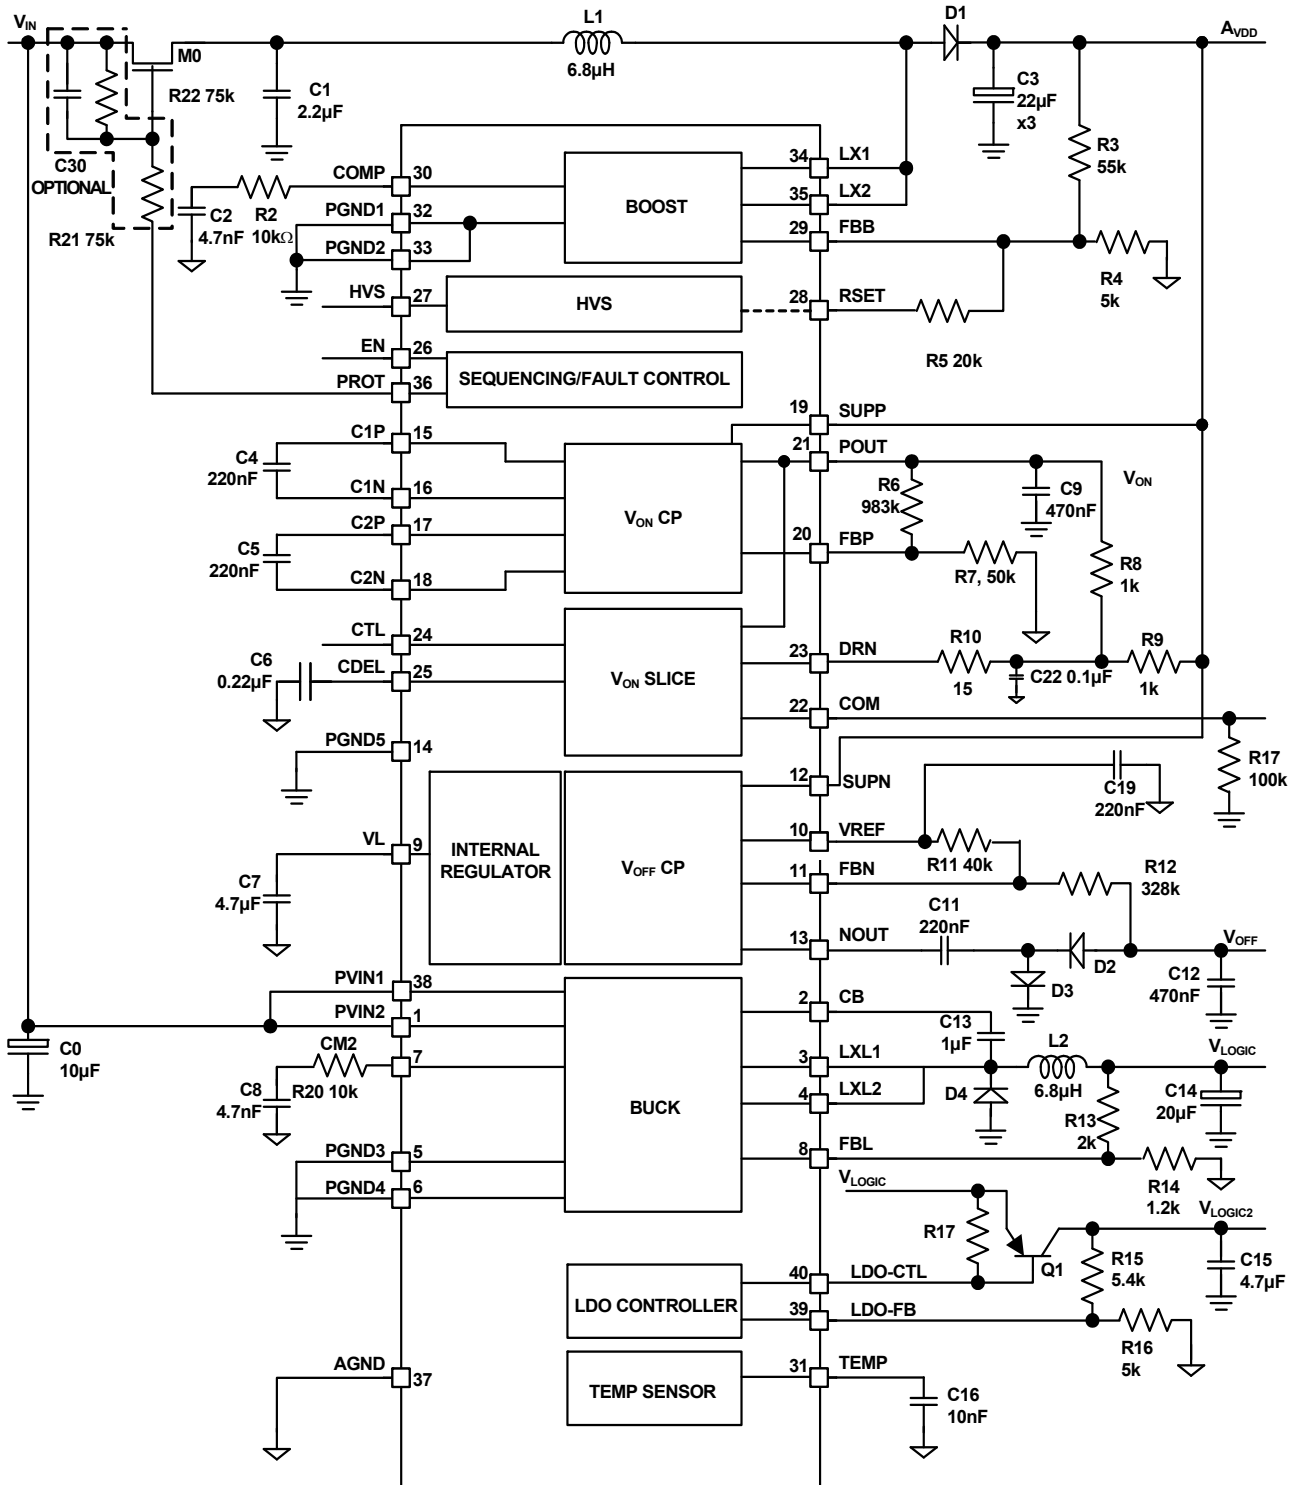 V_IN
L1
6.8µH
D1
A_VDD
M0
R22 75k
C1
2.2µF
C3
22µF
x3
R3
55k
C30
OPTIONAL
R21 75k
C2
4.7nF
R2
10kΩ
COMP
30
PGND1
32
PGND2
33
BOOST
34
LX1
35
LX2
29
FBB
R4
5k
HVS
27
HVS
28
RSET
R5 20k
EN
26
PROT
36
SEQUENCING/FAULT CONTROL
19
SUPP
C1P
15
C4
220nF
C1N
16
C2P
17
C5
220nF
C2N
18
V_ON CP
21
POUT
R6
983k
C9
470nF
V_ON
20
FBP
R7, 50k
R8
1k
CTL
24
C6
0.22µF
CDEL
25
V_ON SLICE
23
DRN
R10
15
C22 0.1µF
R9
1k
22
COM
PGND5
14
12
SUPN
C19
220nF
R17
100k
VL
9
C7
4.7µF
INTERNAL
REGULATOR
V_OFF CP
10
VREF
R11 40k
11
FBN
R12
328k
C11
220nF
13
NOUT
D2
D3
V_OFF
C12
470nF
PVIN1
38
PVIN2
1
C0
10µF
CM2
7
R20 10k
C8
4.7nF
PGND3
5
PGND4
6
BUCK
2
CB
C13
1µF
3
LXL1
4
LXL2
D4
L2
6.8µH
V_LOGIC
R13
2k
C14
20µF
8
FBL
R14
1.2k
V_LOGIC
R17
Q1
V_LOGIC2
R15
5.4k
C15
4.7µF
LDO CONTROLLER
40
LDO-CTL
39
LDO-FB
R16
5k
AGND
37
TEMP SENSOR
31
TEMP
C16
10nF